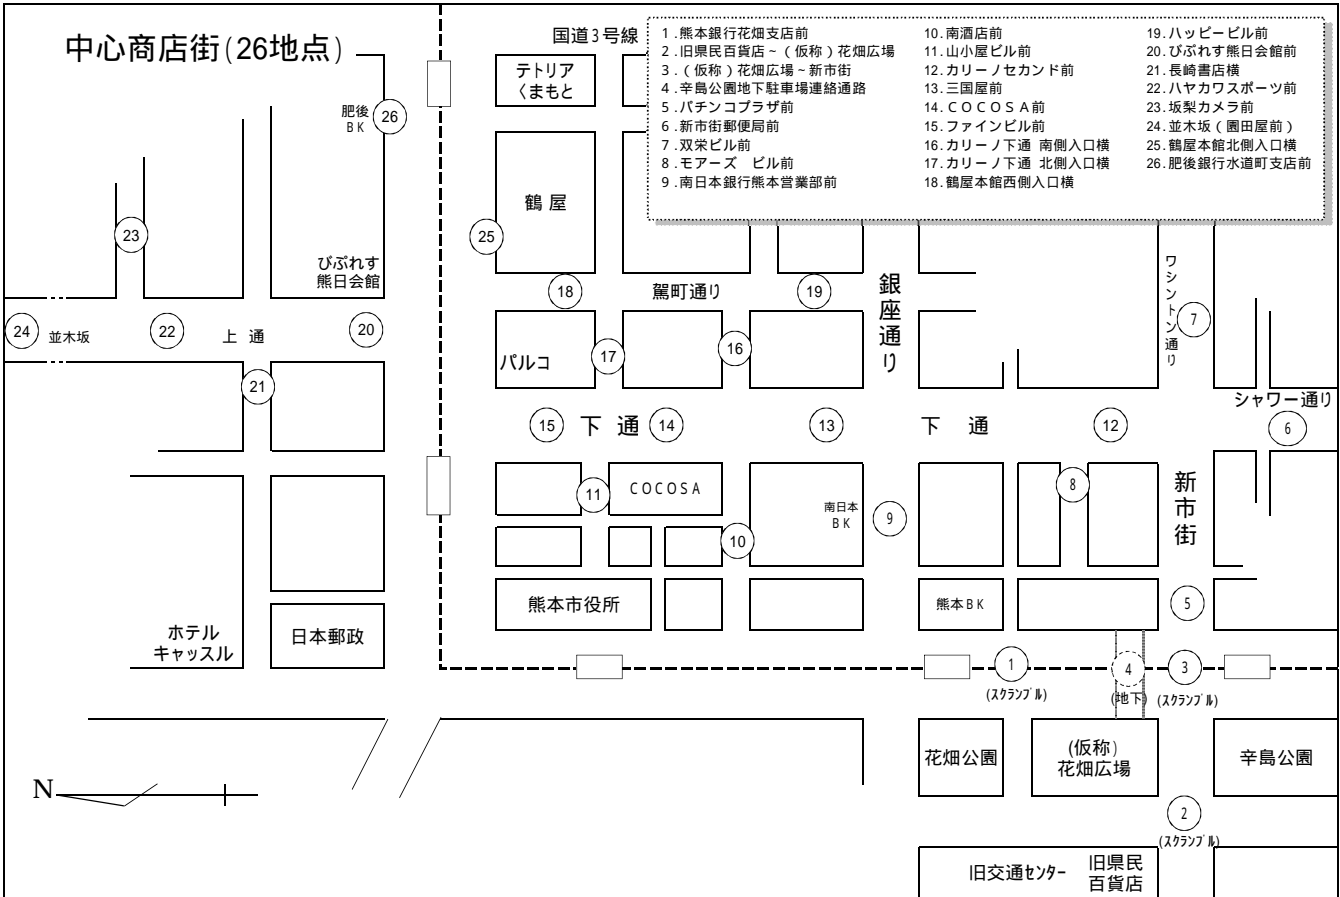 中心商店街(26地点)
国道3号線
1.熊本銀行花畑支店前
2.旧県民百貨店~(仮称)花畑広場
3.(仮称)花畑広場~新市街
4.辛島公園地下駐車場連絡通路
5.パチンコプラザ前
6.新市街郵便局前
7.双栄ビル前
8.モアーズ ビル前
9.南日本銀行熊本営業部前
10.南酒店前
11.山小屋ビル前
12.カリーノセカンド前
13.三国屋前
14.COCOSA前
15.ファインビル前
16.カリーノ下通 南側入口横
17.カリーノ下通 北側入口横
18.鶴屋本館西側入口横
19.ハッピービル前
20.びぷれす熊日会館前
21.長崎書店横
22.ハヤカワスポーツ前
23.坂梨カメラ前
24.並木坂(園田屋前)
25.鶴屋本館北側入口横
26.肥後銀行水道町支店前
テトリア
くまもと
肥後
BK
26
鶴屋
23
25
びぷれす
熊日会館
18
駕町通り
19
銀座通り
ワシントン通り
7
24
並木坂
22
上通
20
パルコ
17
16
21
シャワー通り
15
下通
14
13
下通
12
6
11
COCOSA
南日本
BK
9
8
新市街
10
熊本市役所
熊本BK
5
ホテル
キャッスル
日本郵政
1
(スクランブル)
4
(地下)
3
(スクランブル)
花畑公園
(仮称)
花畑広場
辛島公園
N
2
(スクランブル)
旧交通センター
旧県民
百貨店